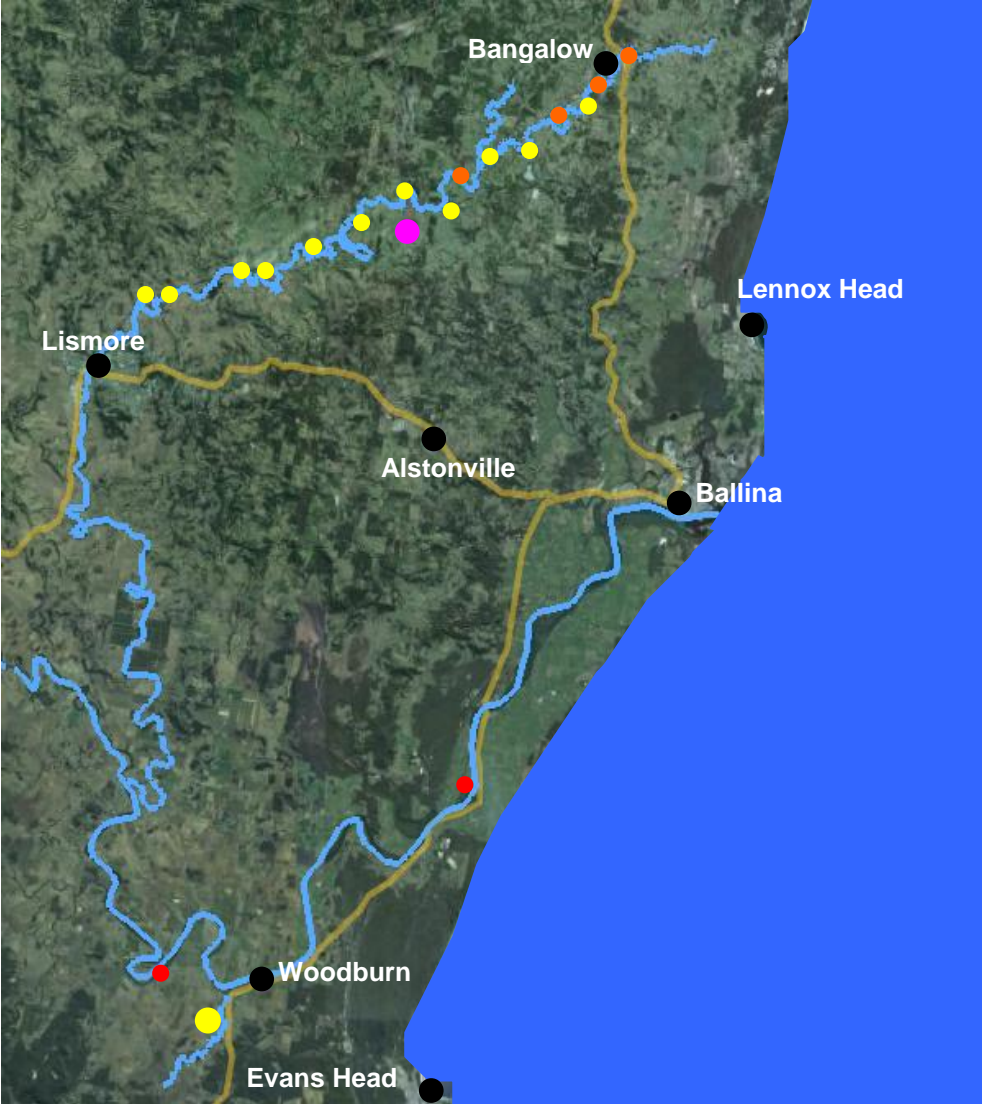 Bangalow
Lennox Head
Lismore
Alstonville
Ballina
Woodburn
Evans Head